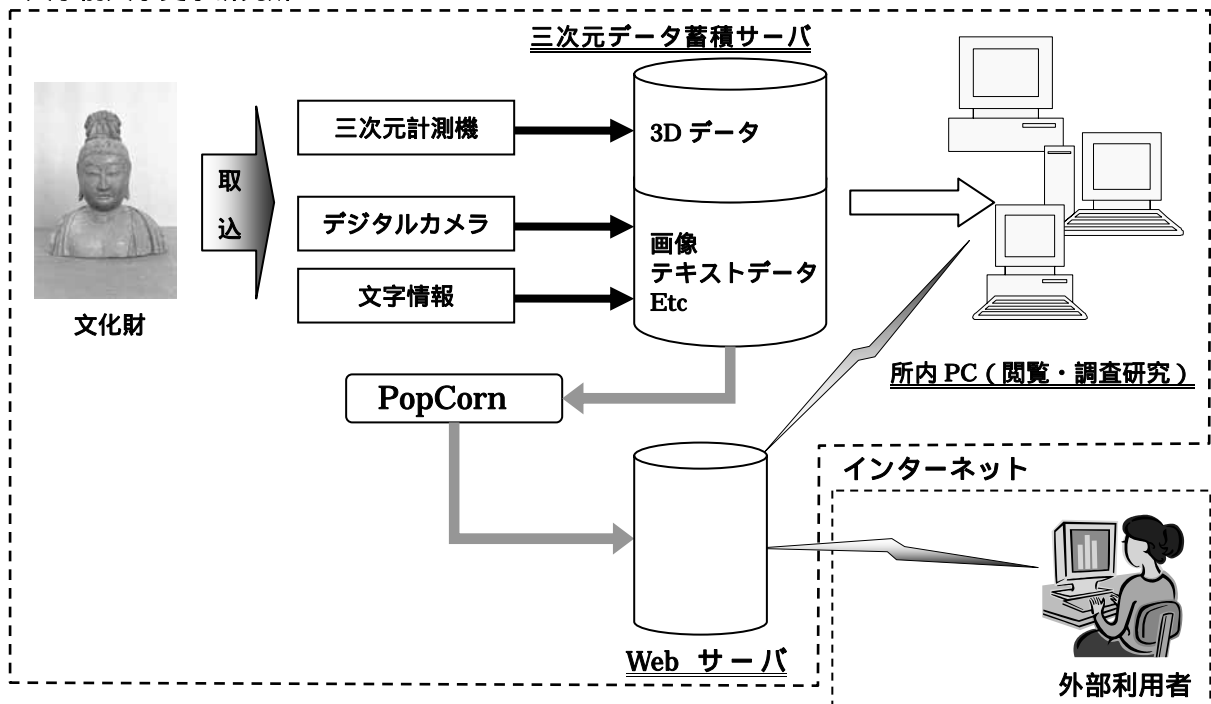 三次元データ蓄積サーバ
三次元計測機
3D データ
取
込
デジタルカメラ
画像
テキストデータ
Etc
文字情報
文化財
所内 PC（閲覧・調査研究）
PopCorn
インターネット
Web サーバ
外部利用者